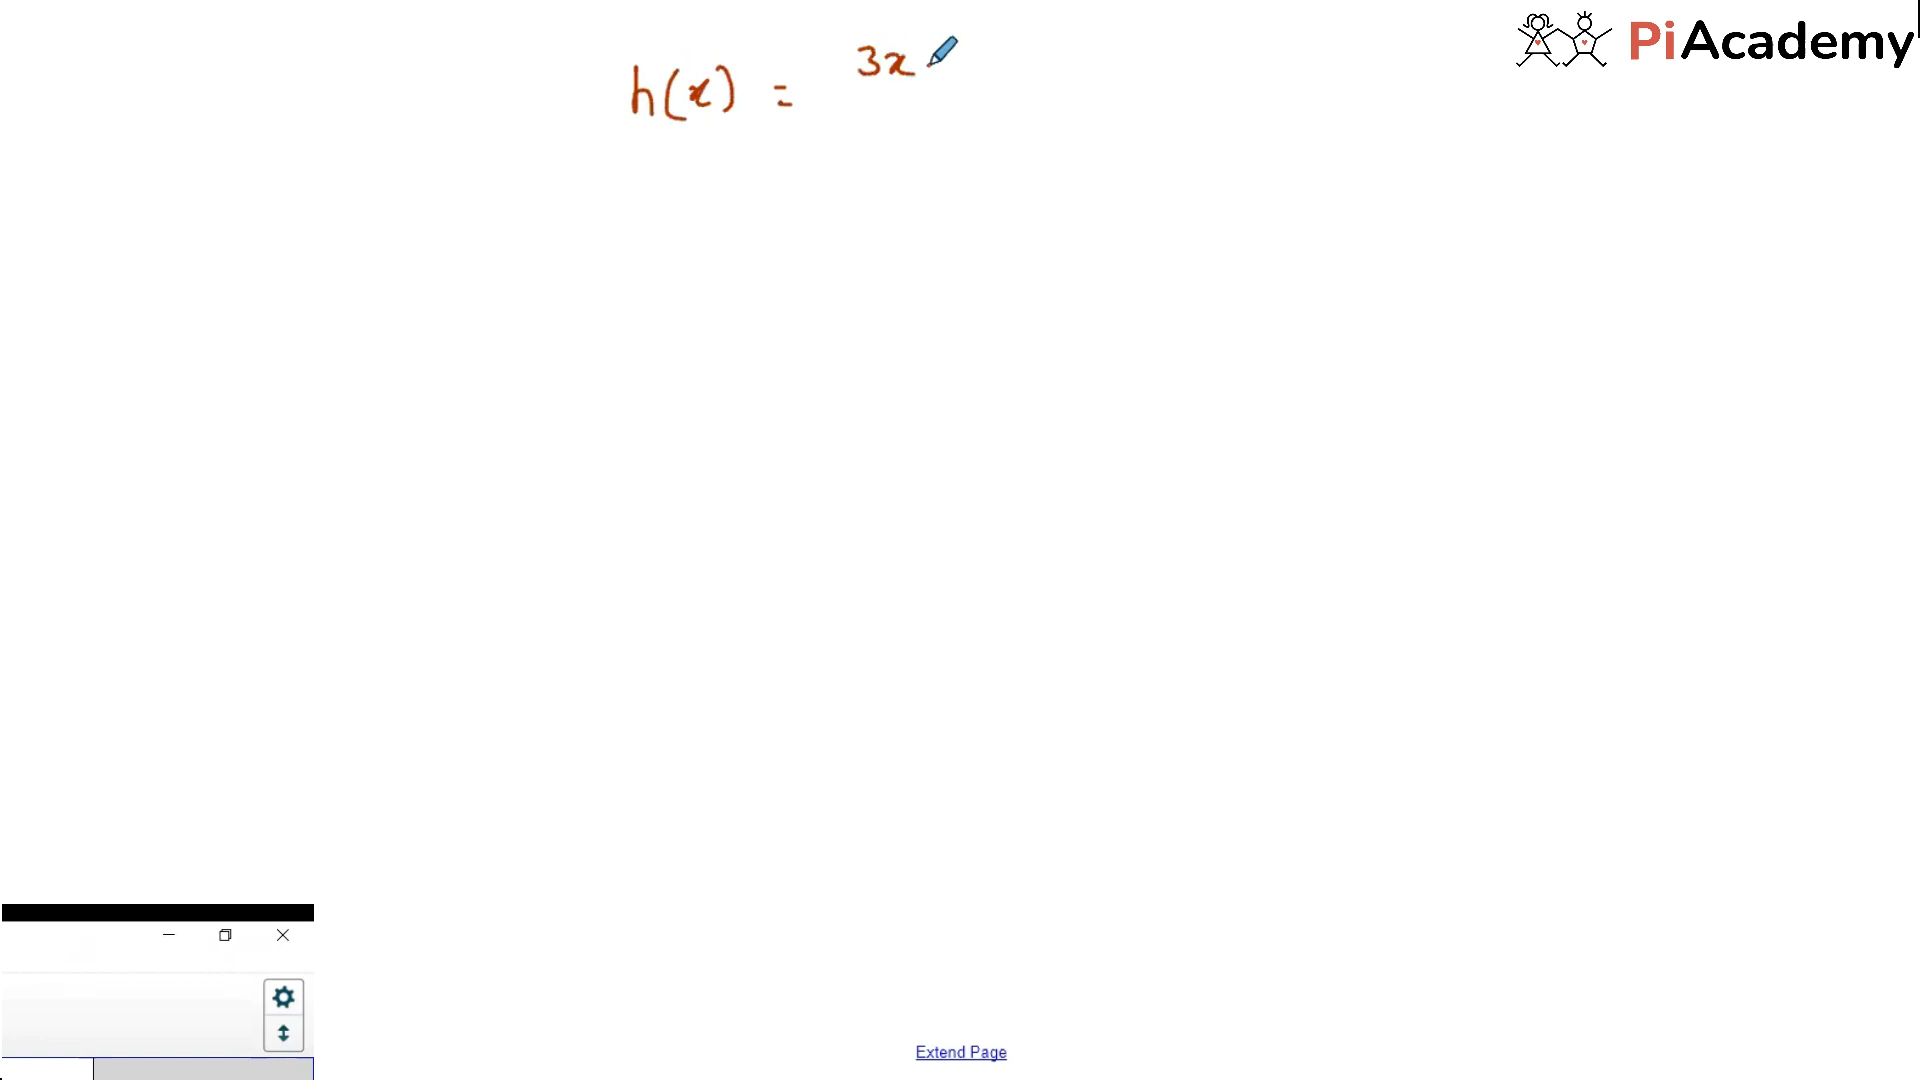 PiAcademy
h(x) = 3x
Extend Page